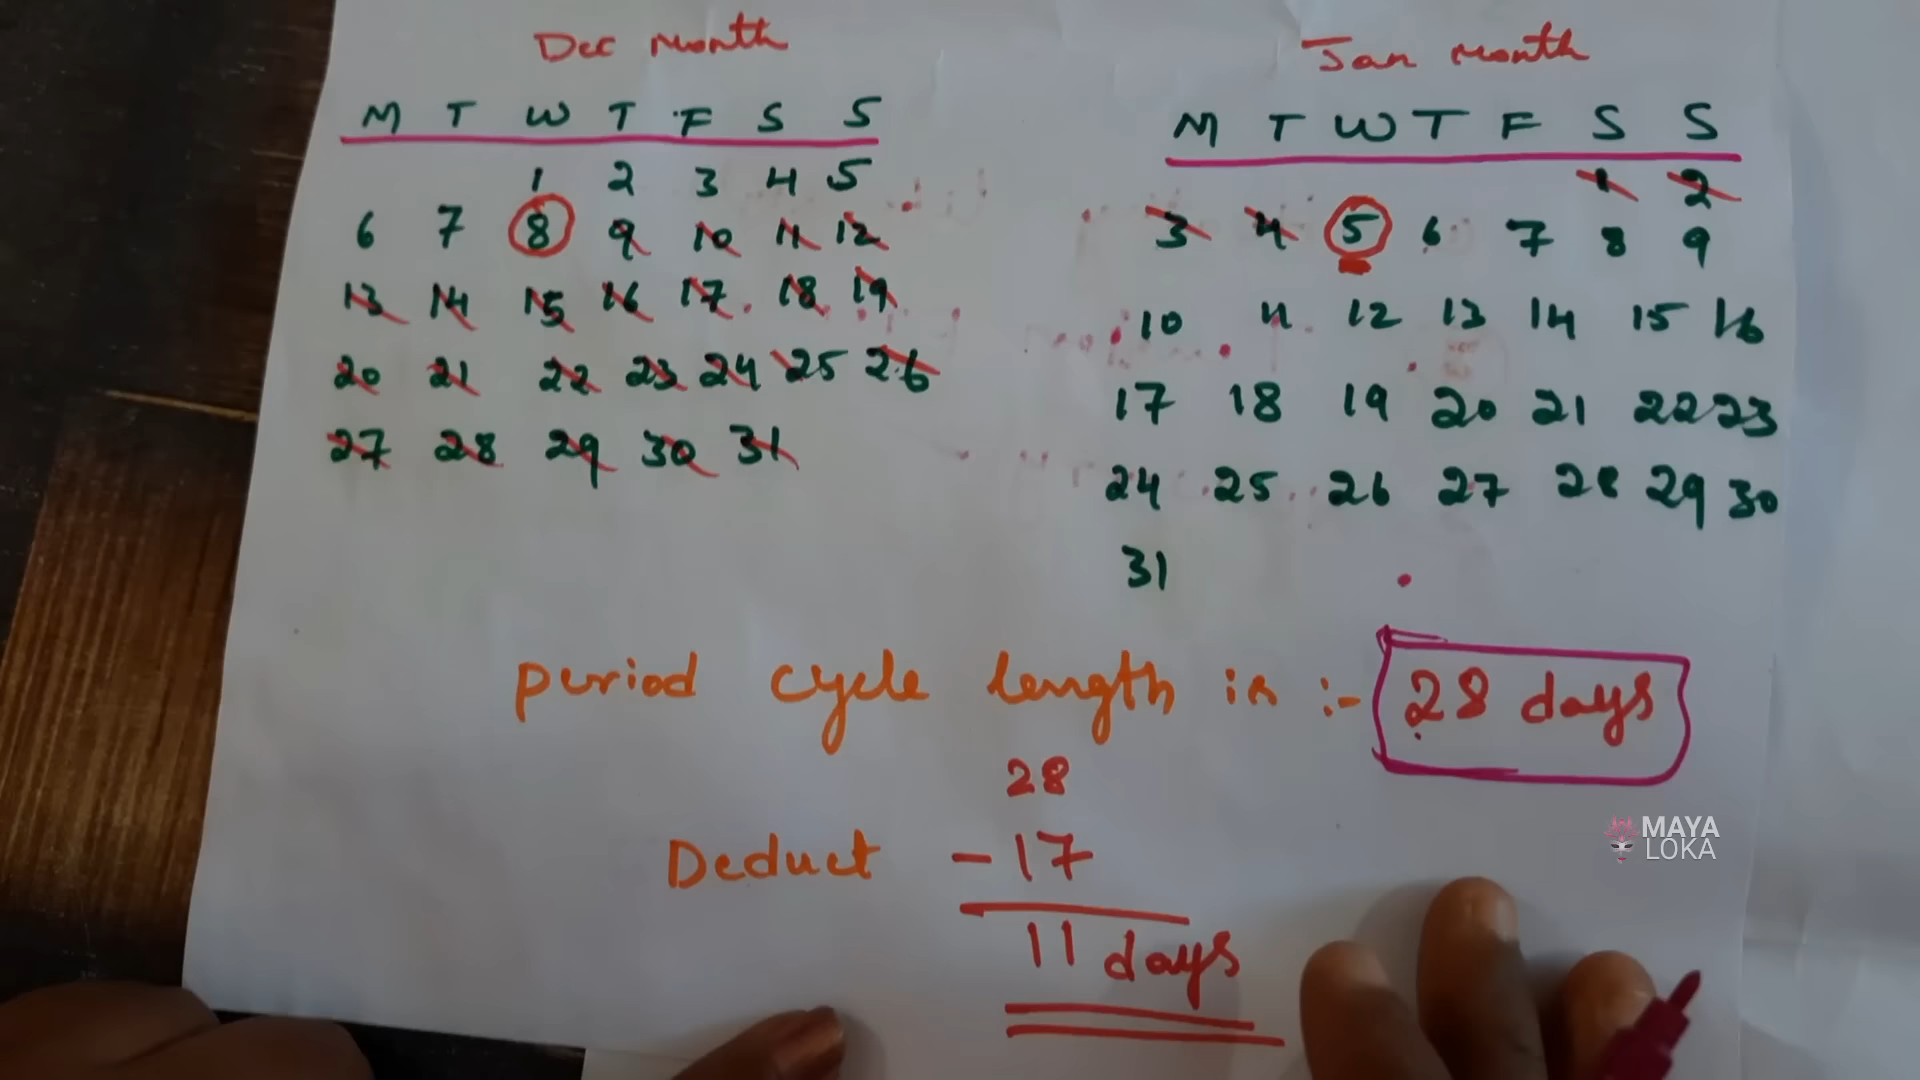 Dec month
M T W T F S S
1 2 3 4 5
6 7 8 9 10 11 12
13 14 15 16 17 18 19
20 21 22 23 24 25 26
27 28 29 30 31
Jan month
M T W T F S S
1 2
3 4 5 6 7 8 9
10 11 12 13 14 15 16
17 18 19 20 21 22 23
24 25 26 27 28 29 30
31
Period cycle length is :- 28 days
28
Deduct - 17
11 days
MAYA
LOKA